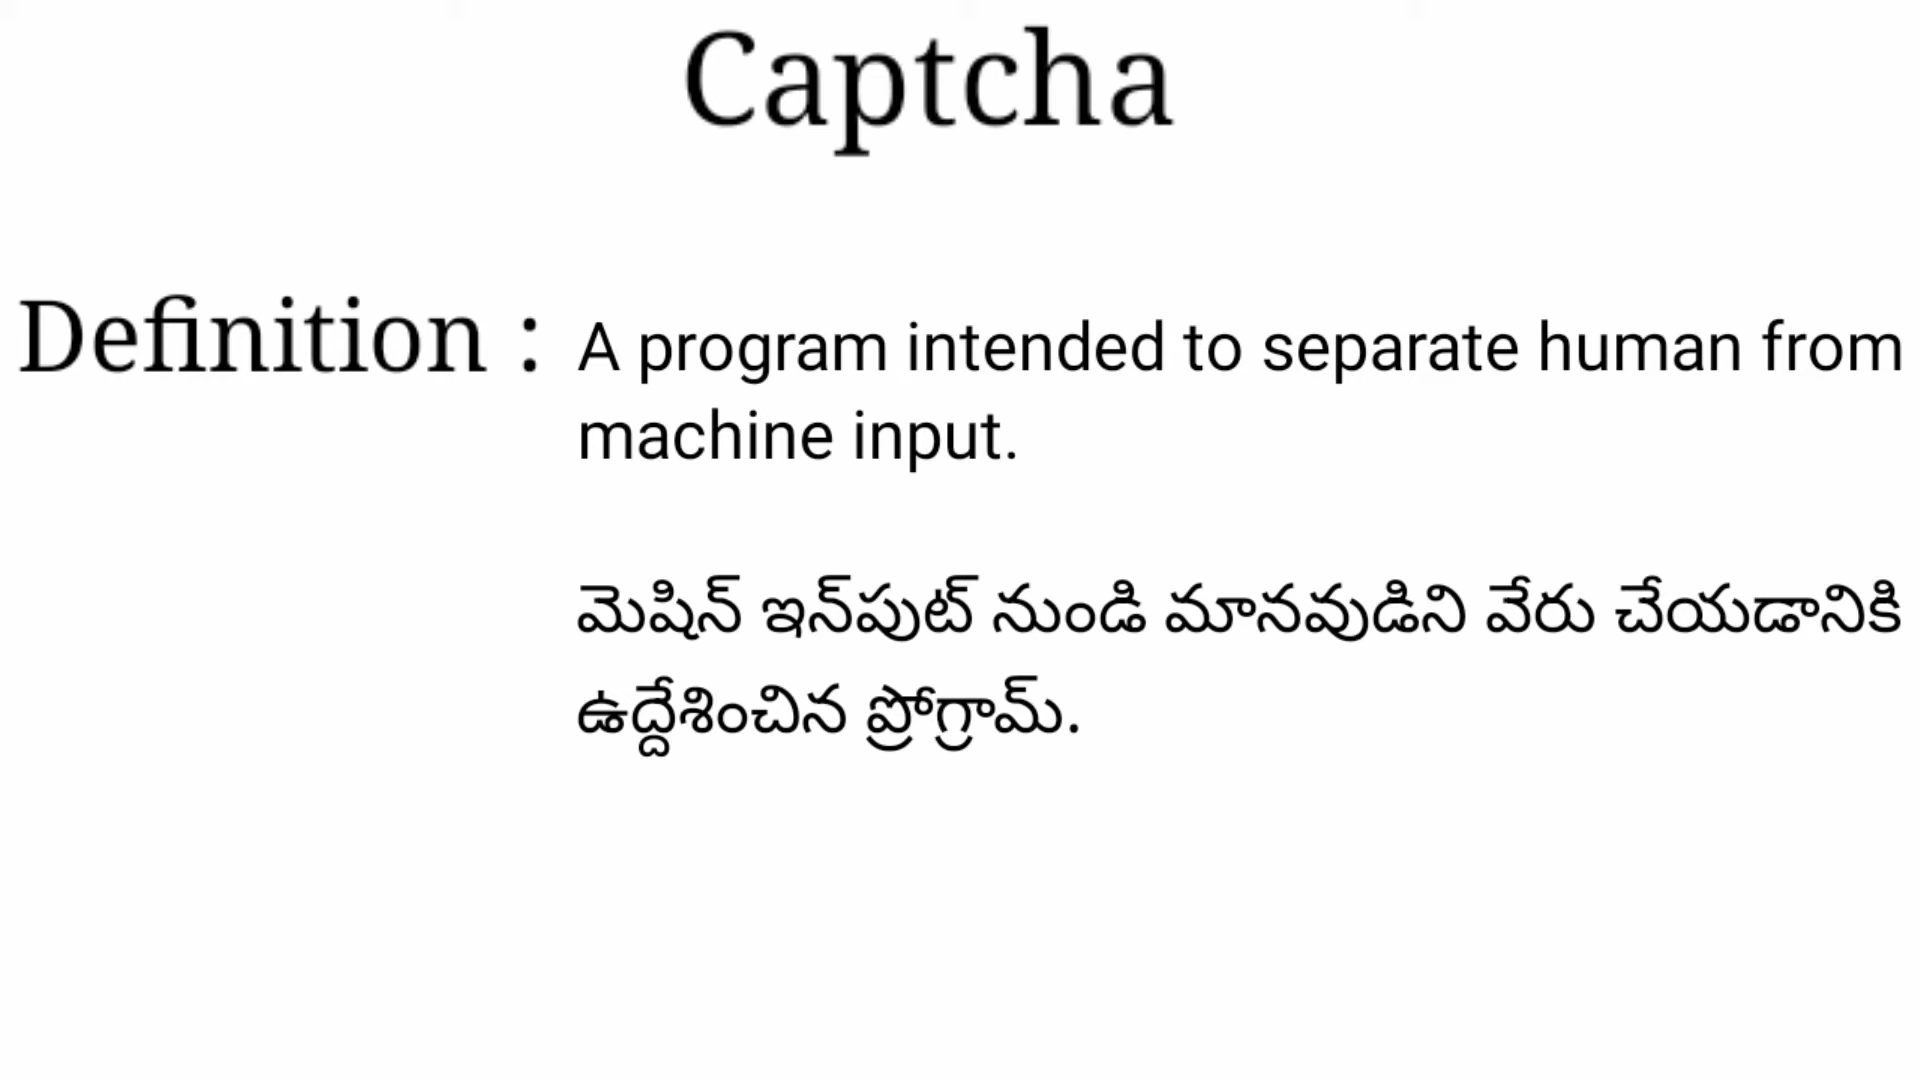 Captcha
Definition : A program intended to separate human from
machine input.
మెషిన్ ఇన్‌పుట్ నుండి మానవుడిని వేరు చేయడానికి
ఉద్దేశించిన ప్రోగ్రామ్.